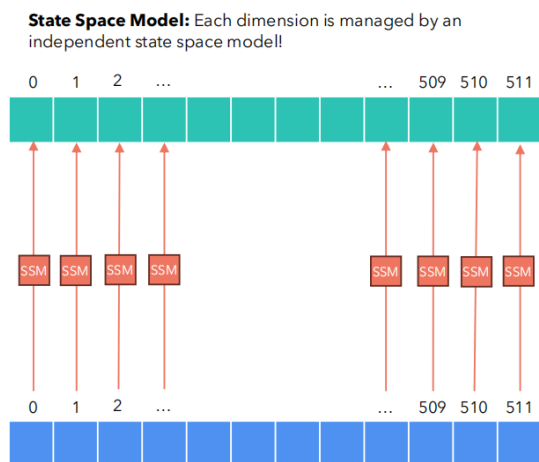 State Space Model: Each dimension is managed by an
independent state space model!
0 1 2 ... ... 509 510 511
SSM SSM SSM SSM SSM SSM SSM SSM
0 1 2 ... ... 509 510 511